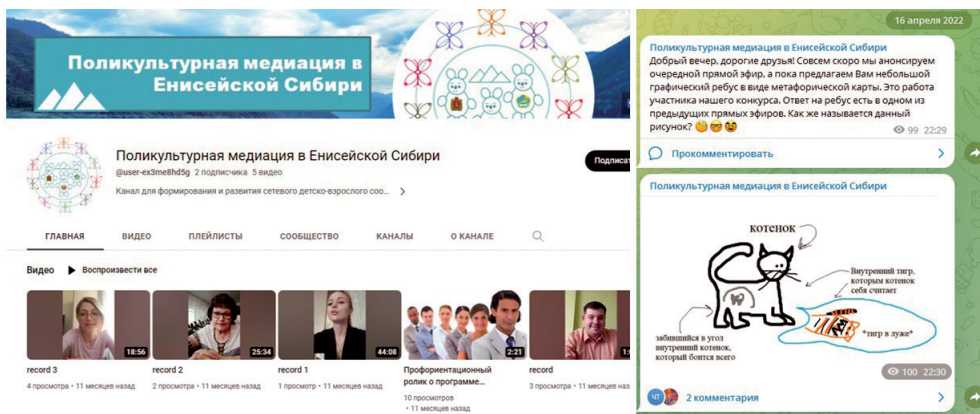 Поликультурная медиация в
Енисейской Сибири
Поликультурная медиация в Енисейской Сибири
@user-ex3me8hd5g 2 подписчика 5 видео
Канал для формирования и развития сетевого детско-взрослого соо...
Подписат
ГЛАВНАЯ ВИДЕО ПЛЕЙЛИСТЫ СООБЩЕСТВО КАНАЛЫ О КАНАЛЕ
Видео Воспроизвести все
18:56
25:34
44:08
2:21
record 3
record 2
record 1
Профориентационный
ролик о программе...
record
4 просмотра • 11 месяцев назад
2 просмотра • 11 месяцев назад
1 просмотр • 11 месяцев назад
10 просмотров
• 11 месяцев назад
3 просмотра • 11 месяцев наз
16 апреля 2022
Поликультурная медиация в Енисейской Сибири
Добрый вечер, дорогие друзья! Совсем скоро мы анонсируем
очередной прямой эфир, а пока предлагаем Вам небольшой
графический ребус в виде метафорической карты. Это работа
участника нашего конкурса. Ответ на ребус есть в одном из
предыдущих прямых эфиров. Как же называется данный
рисунок?
99 22:29
Прокомментировать
Поликультурная медиация в Енисейской Сибири
котенок
Внутренний тигр,
которым котенок
себя считает
*тигр в луже*
забившийся в угол
внутренний котенок,
который боится всего
100 22:30
ЧТ 2 комментария